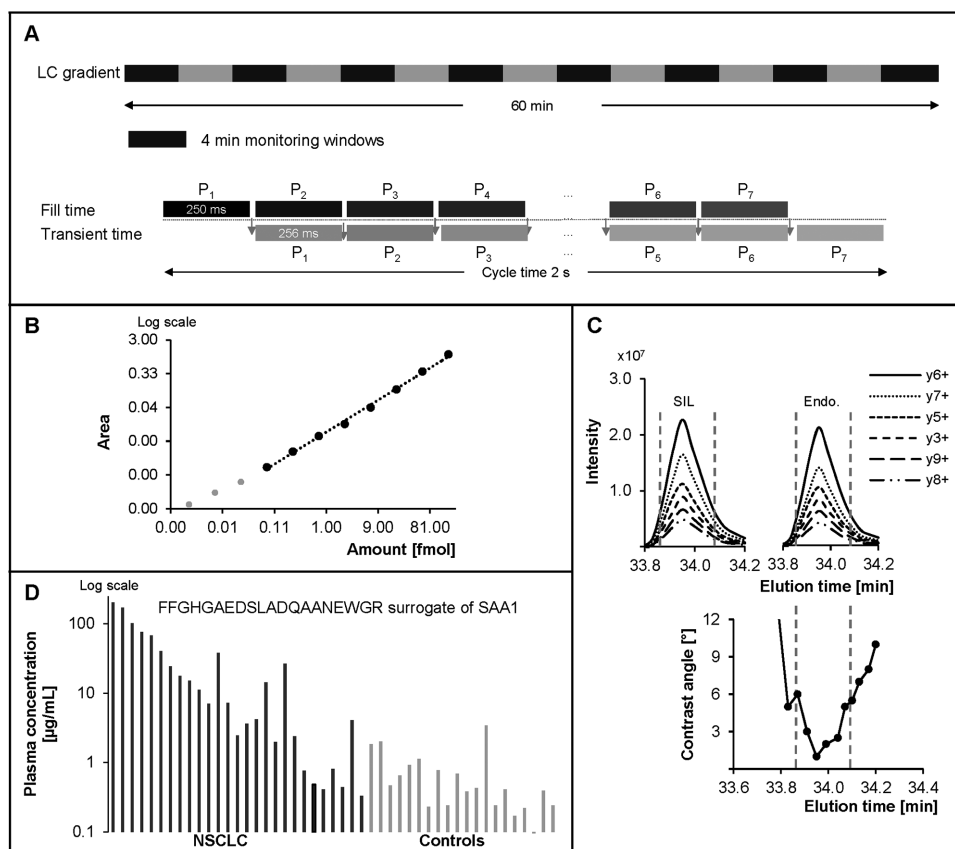 A
LC gradient
60 min
4 min monitoring windows
P1 P2 P3 P4 ... P6 P7
Fill time 250 ms ...
Transient time 256 ms ...
P1 P2 P3 ... P5 P6 P7
Cycle time 2 s
B
Log scale
3.00
0.33
0.04
0.00
0.00
0.00
Area
0.00 0.01 0.11 1.00 9.00 81.00
Amount [fmol]
C
x10⁷
3.0
2.0
1.0
Intensity
SIL
Endo.
y6+
y7+
y5+
y3+
y9+
y8+
33.8 34.0 34.2 33.8 34.0 34.2
Elution time [min]
12
9
6
3
Contrast angle [°]
33.6 33.8 34.0 34.2 34.4
Elution time [min]
D
Log scale
FFGHGAEDSLADQAANEWGR surrogate of SAA1
100
10
1
0.1
Plasma concentration
[µg/mL]
NSCLC Controls